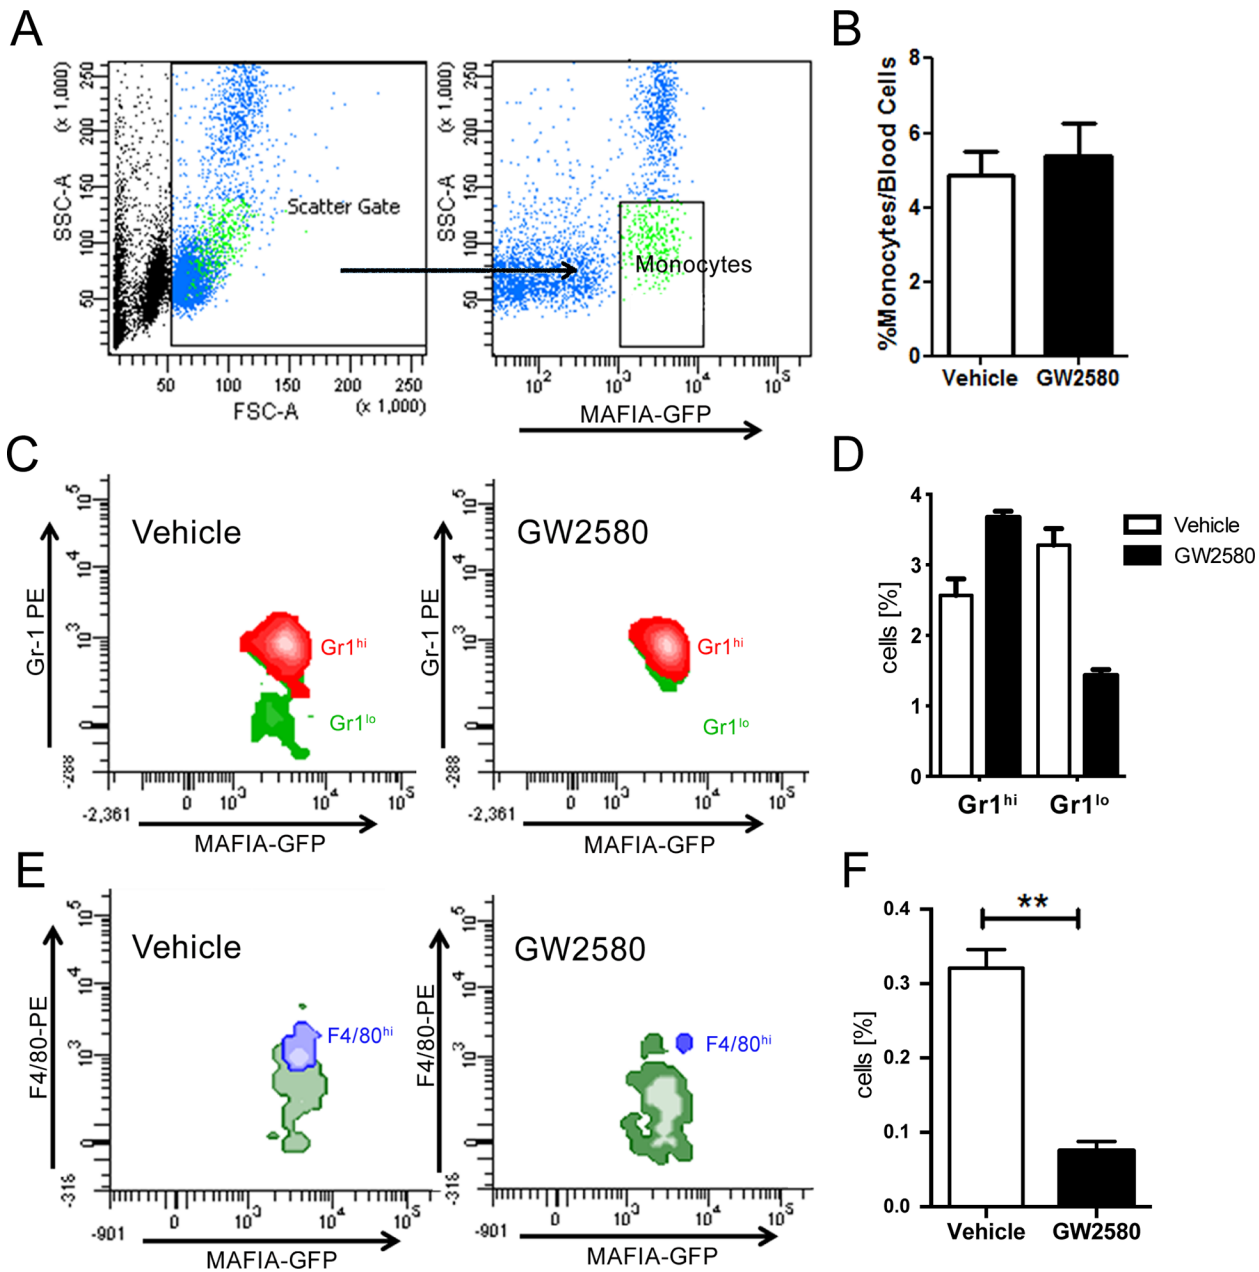 A
(x 1,000)
SSC-A
250
200
150
100
50
Scatter Gate
50 100 150 200 250
FSC-A
(x 1,000)
(x 1,000)
SSC-A
250
200
150
100
50
Monocytes
10² 10³ 10⁴ 10⁵
MAFIA-GFP
B
%Monocytes/Blood Cells
8
6
4
2
0
Vehicle GW2580
C
Gr-1 PE
10⁵
10⁴
10³
0
-288
Vehicle
Gr1hi
Gr1lo
-2,361
0 10³ 10⁴ 10⁵
MAFIA-GFP
Gr-1 PE
10⁵
10⁴
10³
0
-288
GW2580
Gr1hi
Gr1lo
-2,361
0 10³ 10⁴ 10⁵
MAFIA-GFP
D
cells [%]
4
3
2
1
0
Gr1hi Gr1lo
Vehicle
GW2580
E
F4/80-PE
10⁵
10⁴
10³
0
-316
Vehicle
F4/80hi
-901
0 10³ 10⁴ 10⁵
MAFIA-GFP
F4/80-PE
10⁵
10⁴
10³
0
-316
GW2580
F4/80hi
-901
0 10³ 10⁴ 10⁵
MAFIA-GFP
F
cells [%]
0.4
0.3
0.2
0.1
0.0
**
Vehicle GW2580